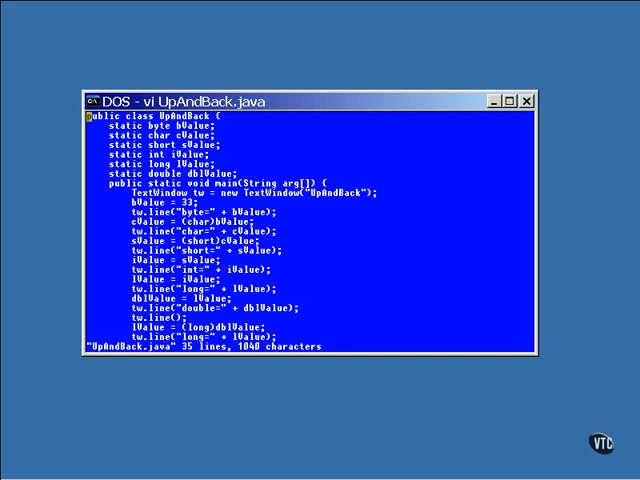 DOS - vi UpAndBack.java
public class UpAndBack {
    static byte bValue;
    static char cValue;
    static short sValue;
    static int iValue;
    static long lValue;
    static double dblValue;
    public static void main(String arg[]) {
        TextWindow tw = new TextWindow("UpAndBack");
        bValue = 33;
        tw.line("byte=" + bValue);
        cValue = (char)bValue;
        tw.line("char=" + cValue);
        sValue = (short)cValue;
        tw.line("short=" + sValue);
        iValue = sValue;
        tw.line("int=" + iValue);
        lValue = iValue;
        tw.line("long=" + lValue);
        dblValue = lValue;
        tw.line("double=" + dblValue);
        tw.line();
        lValue = (long)dblValue;
        tw.line("long=" + lValue);
"UpAndBack.java" 35 lines, 1040 characters
VTC